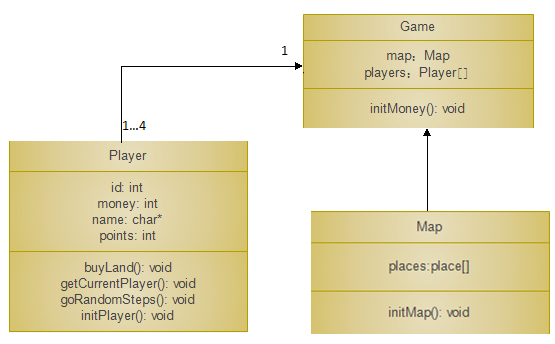 Game
map：Map
players：Player[]
initMoney(): void
1
1...4
Player
id: int
money: int
name: char*
points: int
buyLand(): void
getCurrentPlayer(): void
goRandomSteps(): void
initPlayer(): void
Map
places:place[]
initMap(): void